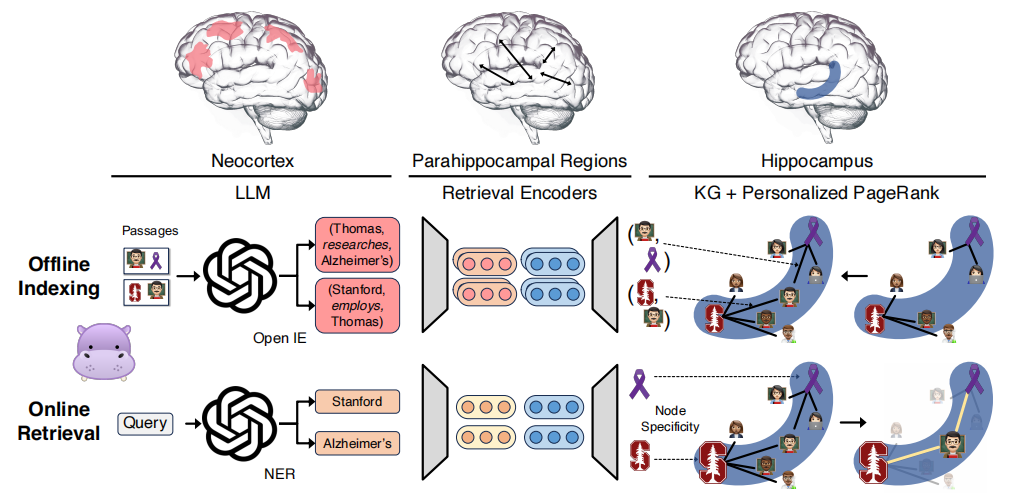 Neocortex
Parahippocampal Regions
Hippocampus
LLM
Retrieval Encoders
KG + Personalized PageRank
Offline
Indexing
Passages
(Thomas,
researches,
Alzheimer's)
(Stanford,
employs,
Thomas)
Open IE
(
,
)
(
,
)
Online
Retrieval
Query
Stanford
Alzheimer's
NER
Node
Specificity